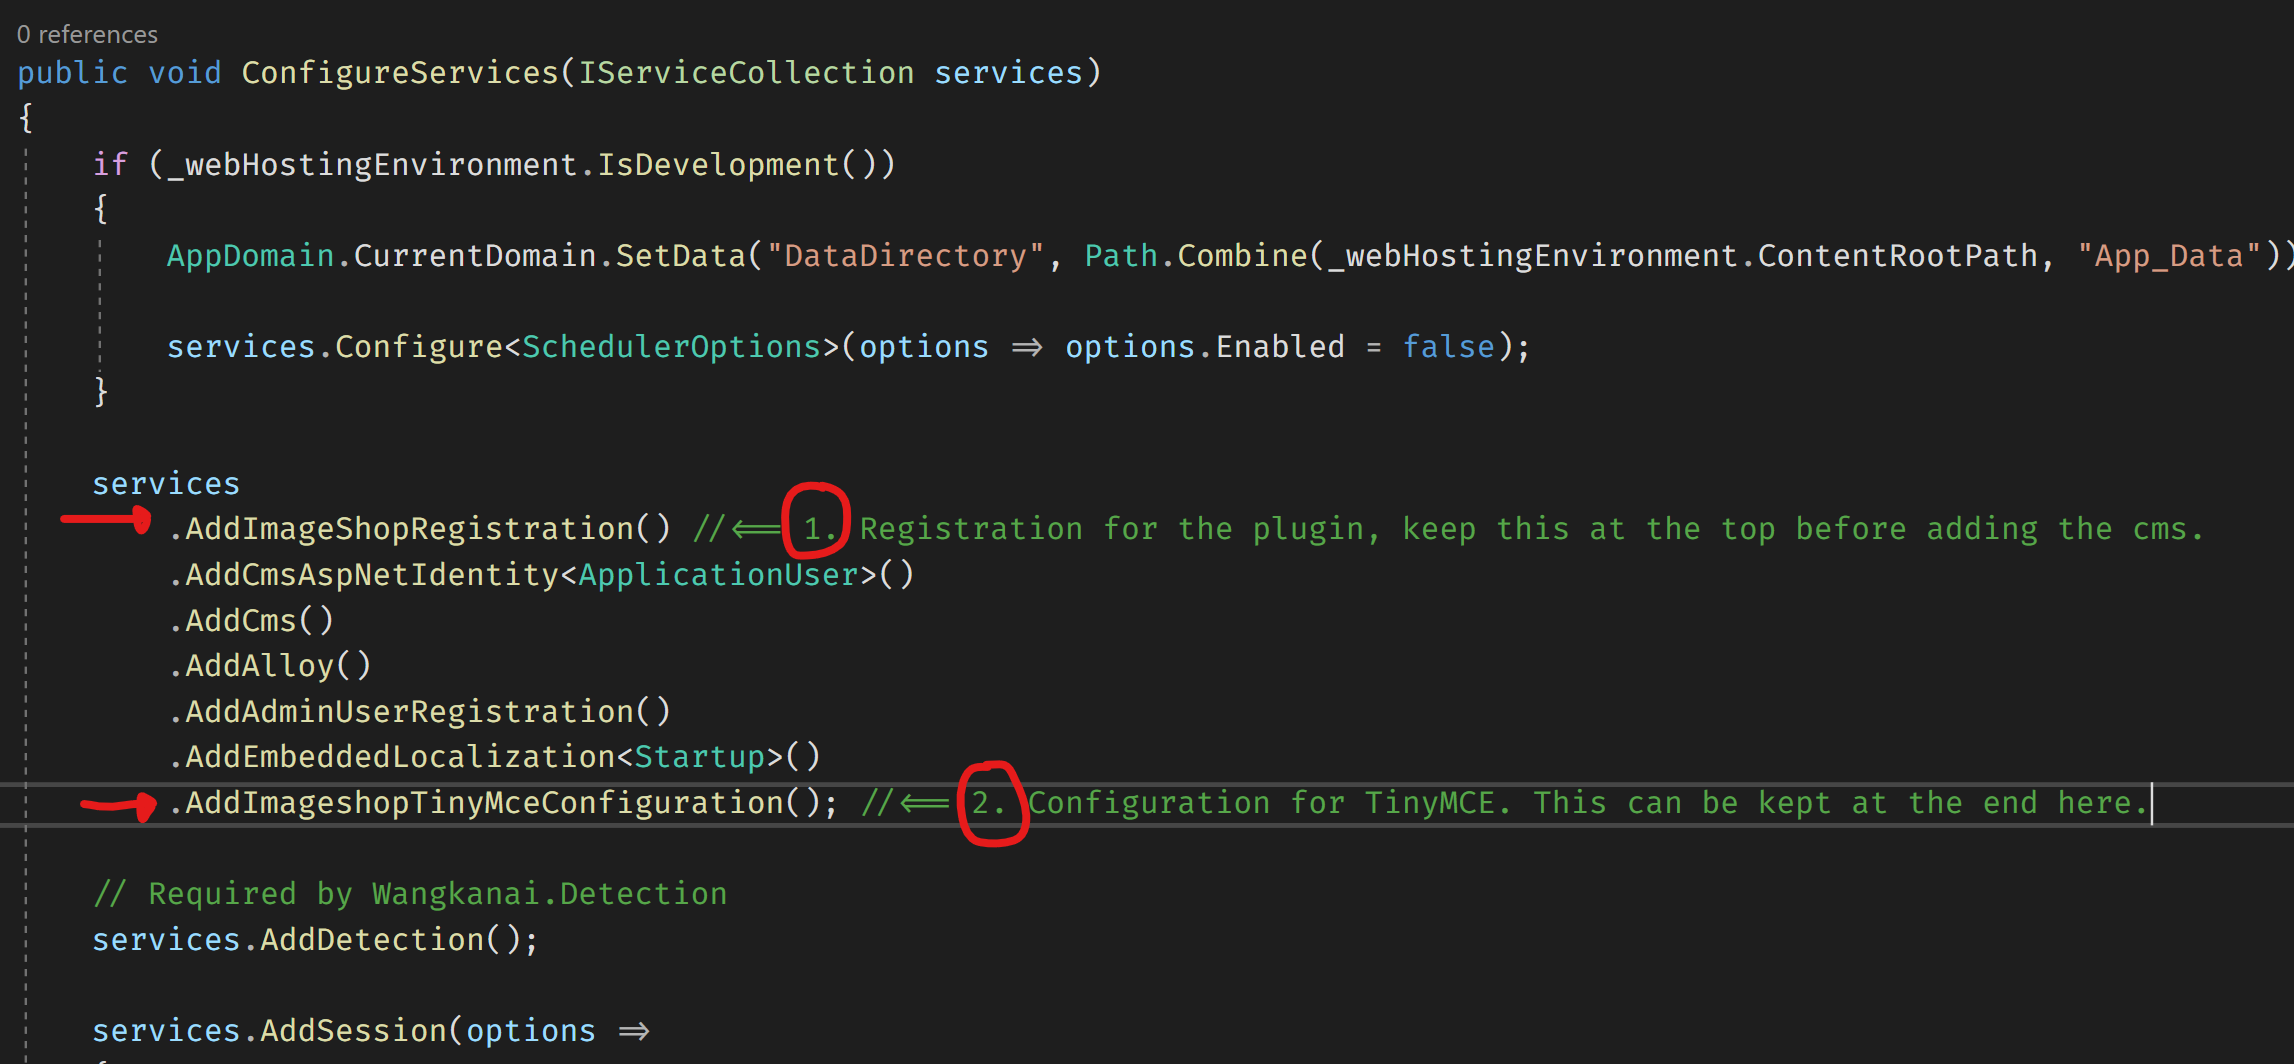 0 references
public void ConfigureServices(IServiceCollection services)
{
if (_webHostingEnvironment.IsDevelopment())
{
AppDomain.CurrentDomain.SetData("DataDirectory", Path.Combine(_webHostingEnvironment.ContentRootPath, "App_Data"))
services.Configure<SchedulerOptions>(options => options.Enabled = false);
}
services
.AddImageShopRegistration() //<== 1. Registration for the plugin, keep this at the top before adding the cms.
.AddCmsAspNetIdentity<ApplicationUser>()
.AddCms()
.AddAlloy()
.AddAdminUserRegistration()
.AddEmbeddedLocalization<Startup>()
.AddImageshopTinyMceConfiguration(); //<== 2. Configuration for TinyMCE. This can be kept at the end here.
// Required by Wangkanai.Detection
services.AddDetection();
services.AddSession(options =>
{